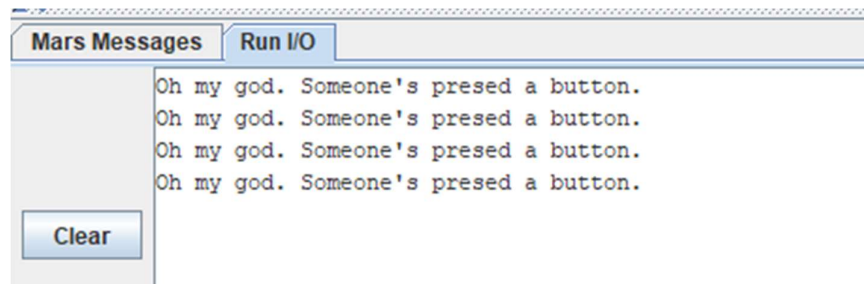 Mars Messages Run I/O
Oh my god. Someone's presed a button.
Oh my god. Someone's presed a button.
Oh my god. Someone's presed a button.
Oh my god. Someone's presed a button.
Clear